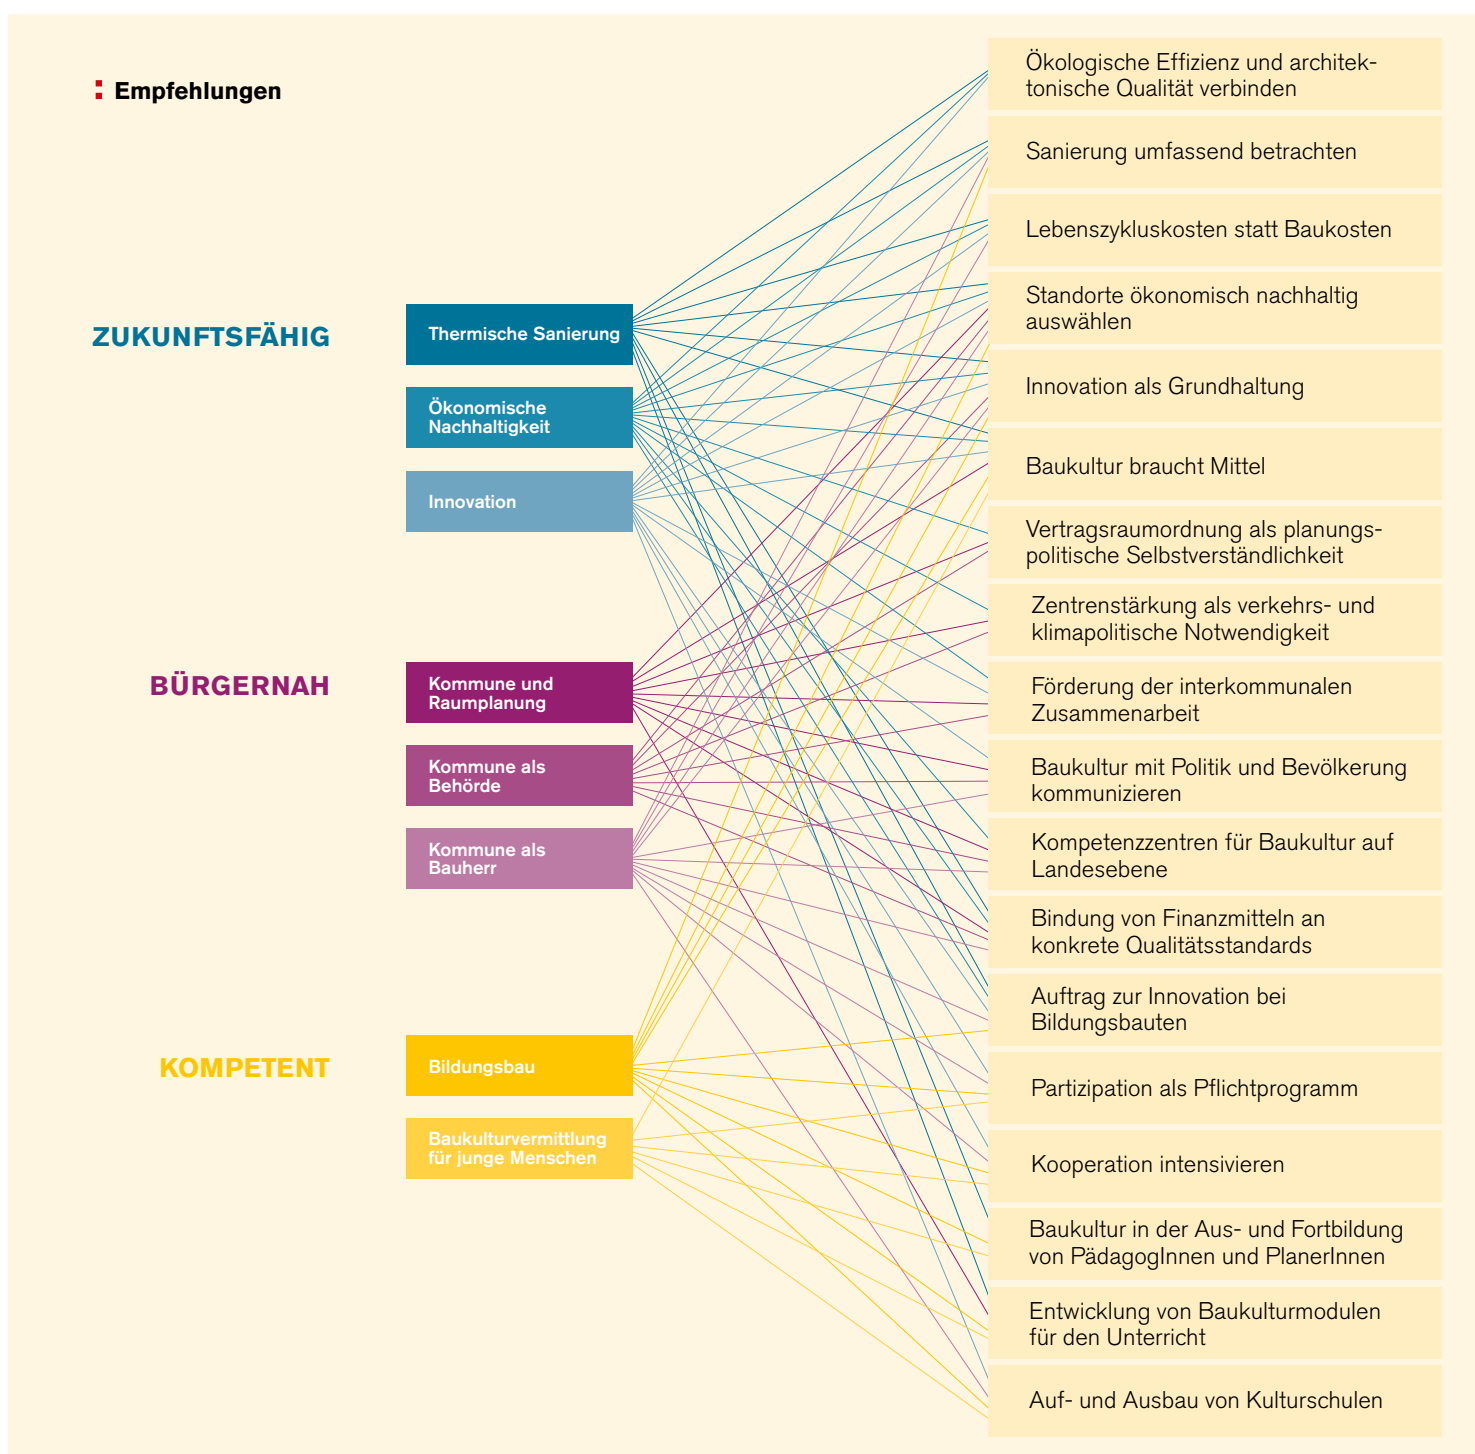 : Empfehlungen
ZUKUNFTSFÄHIG
Thermische Sanierung
Ökonomische
Nachhaltigkeit
Innovation
BÜRGERNAH
Kommune und
Raumplanung
Kommune als
Behörde
Kommune als
Bauherr
KOMPETENT
Bildungsbau
Baukulturvermittlung
für junge Menschen
Ökologische Effizienz und architek-
tonische Qualität verbinden
Sanierung umfassend betrachten
Lebenszykluskosten statt Baukosten
Standorte ökonomisch nachhaltig
auswählen
Innovation als Grundhaltung
Baukultur braucht Mittel
Vertragsraumordnung als planungs-
politische Selbstverständlichkeit
Zentrenstärkung als verkehrs- und
klimapolitische Notwendigkeit
Förderung der interkommunalen
Zusammenarbeit
Baukultur mit Politik und Bevölkerung
kommunizieren
Kompetenzzentren für Baukultur auf
Landesebene
Bindung von Finanzmitteln an
konkrete Qualitätsstandards
Auftrag zur Innovation bei
Bildungsbauten
Partizipation als Pflichtprogramm
Kooperation intensivieren
Baukultur in der Aus- und Fortbildung
von PädagogInnen und PlanerInnen
Entwicklung von Baukulturmodulen
für den Unterricht
Auf- und Ausbau von Kulturschulen